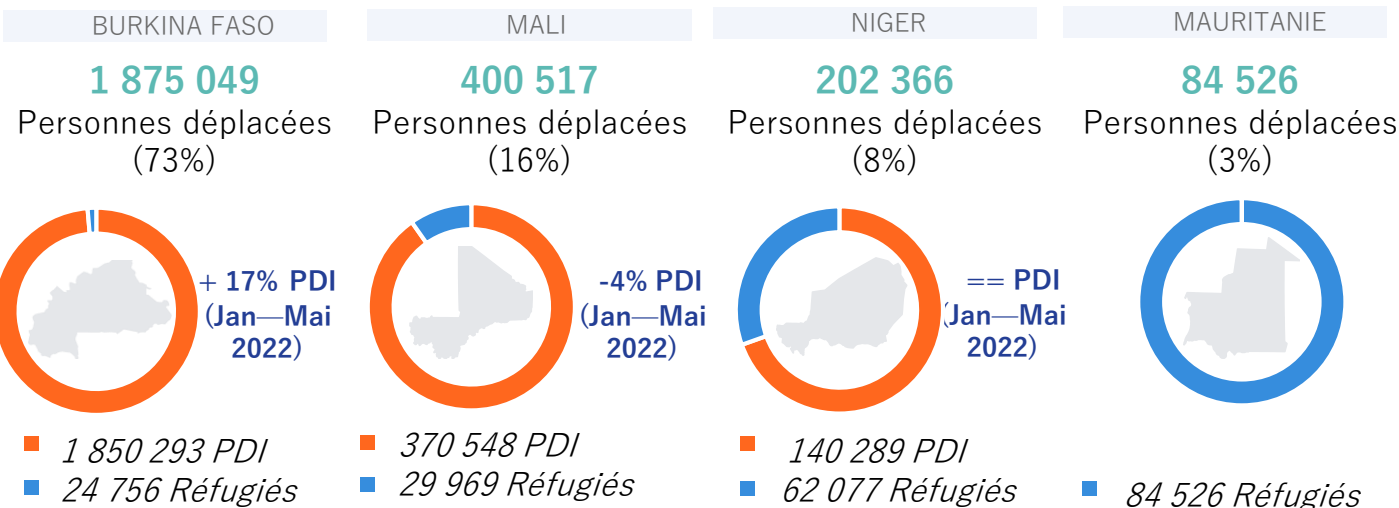 BURKINA FASO
1 875 049
Personnes déplacées
(73%)
+ 17% PDI
(Jan—Mai
2022)
1 850 293 PDI
24 756 Réfugiés
MALI
400 517
Personnes déplacées
(16%)
-4% PDI
(Jan—Mai
2022)
370 548 PDI
29 969 Réfugiés
NIGER
202 366
Personnes déplacées
(8%)
== PDI
(Jan—Mai
2022)
140 289 PDI
62 077 Réfugiés
MAURITANIE
84 526
Personnes déplacées
(3%)
84 526 Réfugiés